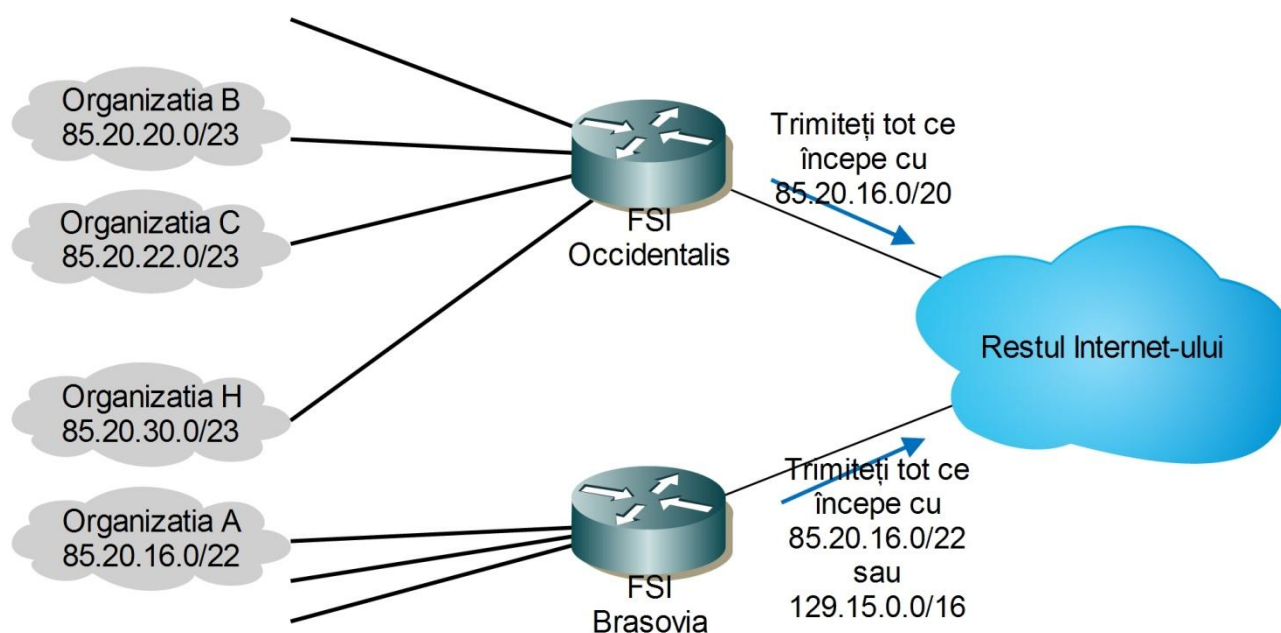 Organizatia B
85.20.20.0/23
Organizatia C
85.20.22.0/23
Organizatia H
85.20.30.0/23
Organizatia A
85.20.16.0/22
FSI
Occidentalis
Trimiteți tot ce
începe cu
85.20.16.0/20
Restul Internet-ului
FSI
Brasovia
Trimiteți tot ce
începe cu
85.20.16.0/22
sau
129.15.0.0/16